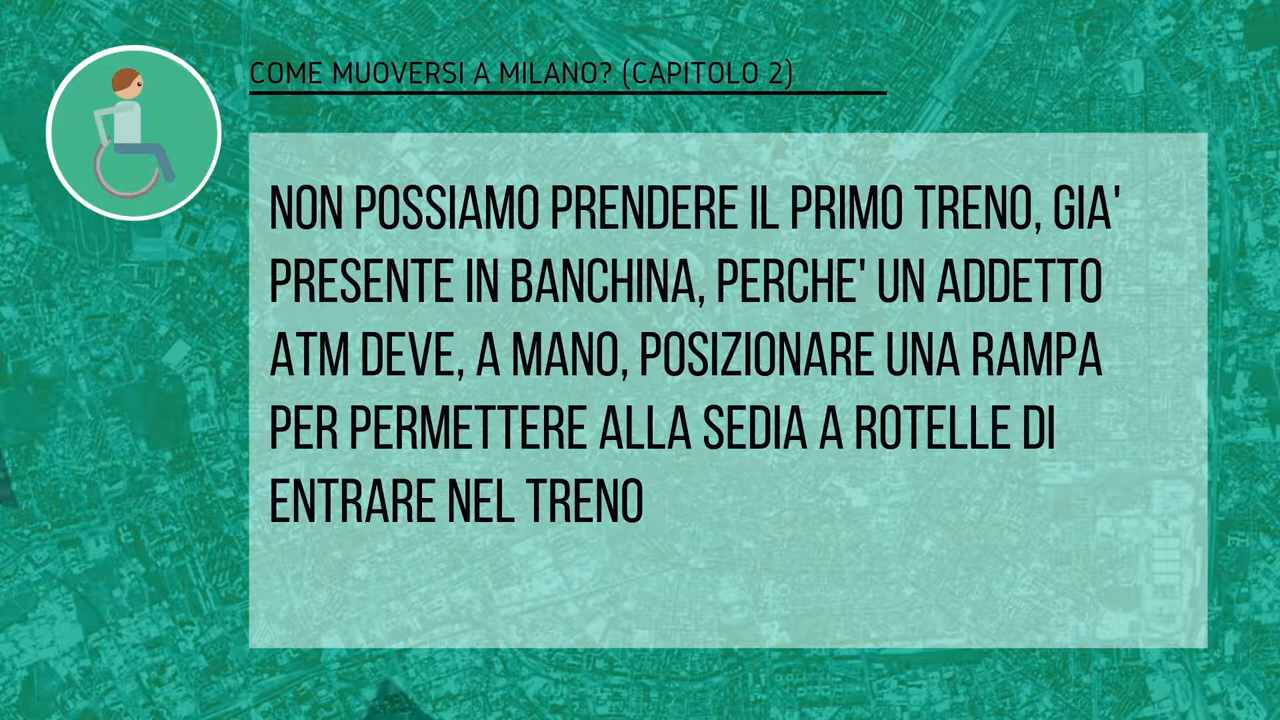 COME MUOVERSI A MILANO? (CAPITOLO 2)
NON POSSIAMO PRENDERE IL PRIMO TRENO, GIA'
PRESENTE IN BANCHINA, PERCHE' UN ADDETTO
ATM DEVE, A MANO, POSIZIONARE UNA RAMPA
PER PERMETTERE ALLA SEDIA A ROTELLE DI
ENTRARE NEL TRENO